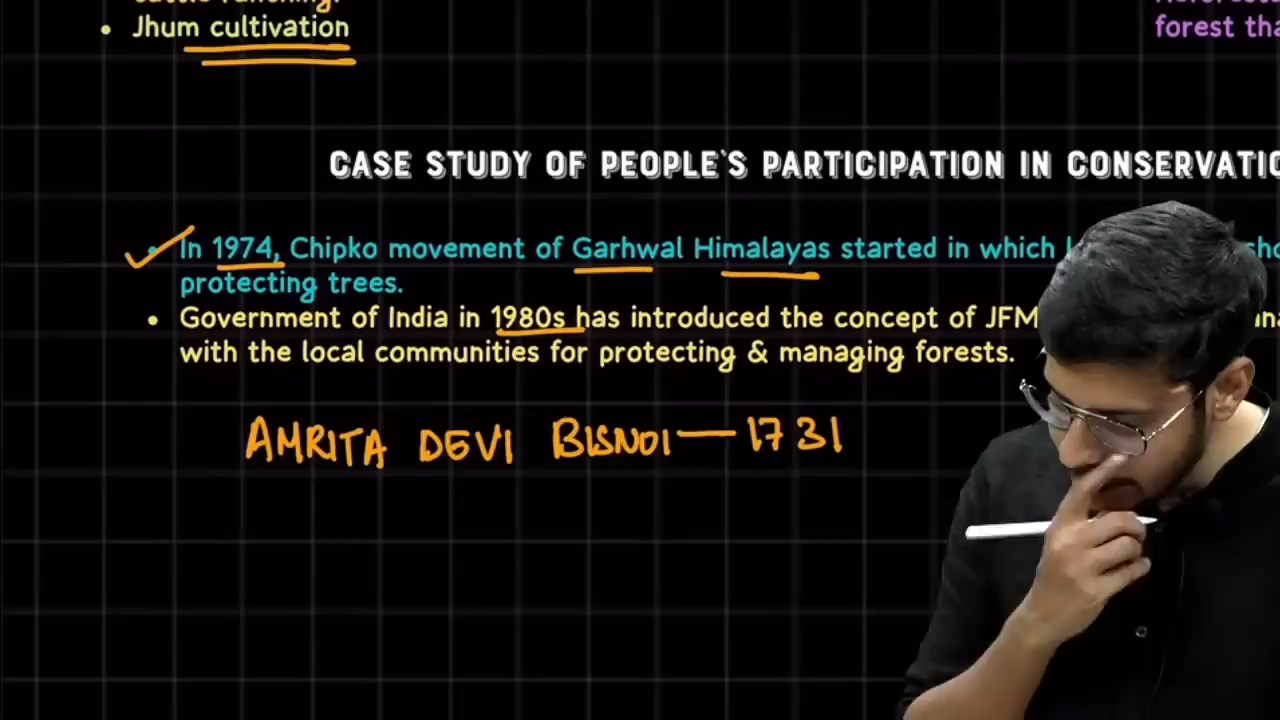 Jhum cultivation
forest
CASE STUDY OF PEOPLE'S PARTICIPATION IN
In 1974, Chipko movement of Garhwal Himalayas started in which
protecting trees.
Government of India in 1980s has introduced the concept of JFM
with the local communities for protecting & managing forests.
AMRITA DEVI BISNOI — 1731